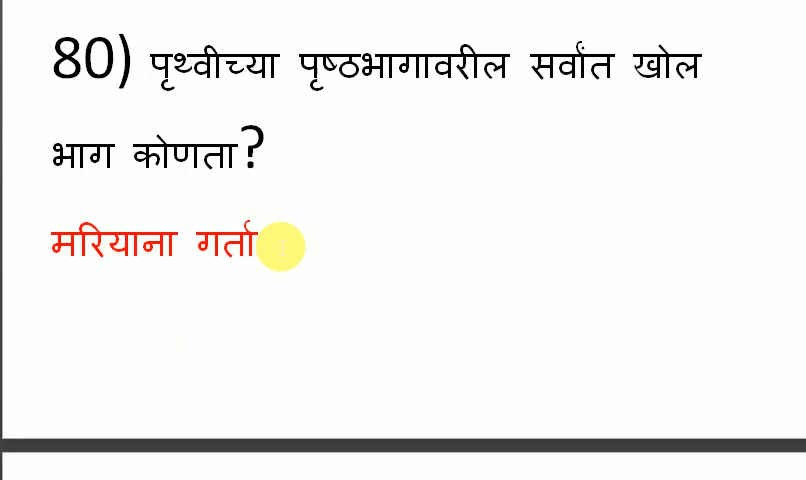 80) पृथ्वीच्या पृष्ठभागावरील सर्वांत खोल
भाग कोणता?
मरियाना गर्ता